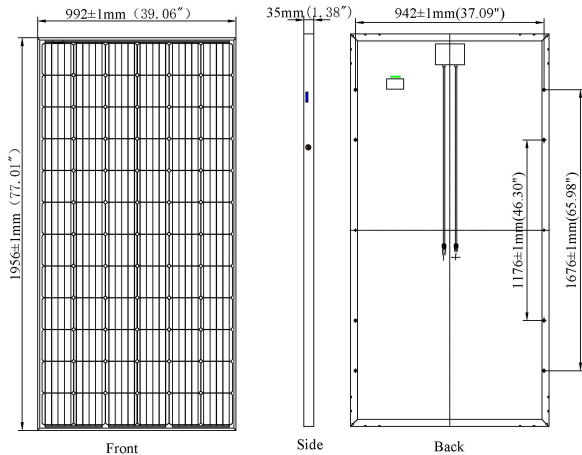 992±1mm (39.06″)
35mm(1.38″)
942±1mm(37.09")
1956±1mm (77.01″)
1176±1mm(46.30")
1676±1mm(65.98")
- +
Front
Side
Back